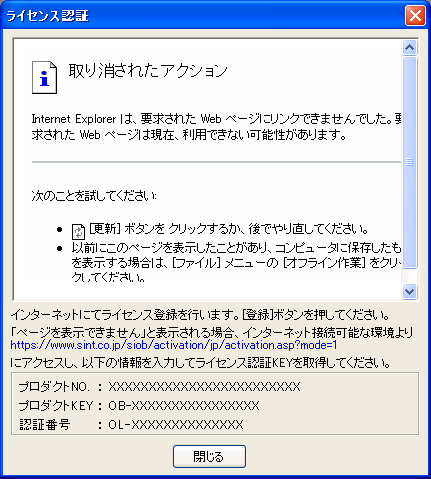 ライセンス認証
取り消されたアクション
Internet Explorer は、要求された Web ページにリンクできませんでした。要
求された Web ページは現在、利用できない可能性があります。
次のことを試してください:
[更新] ボタンを クリックするか、後でやり直してください。
以前にこのページを表示したことがあり、コンピュータに保存したも
を表示する場合は、[ファイル] メニューの [オフライン作業] をクリ
クしてください。
インターネットにてライセンス登録を行います。[登録]ボタンを押してください。
「ページを表示できません」と表示される場合、インターネット接続可能な環境より
https://www.sint.co.jp/siob/activation/jp/activation.asp?mode=1
にアクセスし、以下の情報を入力してライセンス認証KEYを取得してください。
プロダクトNO. : XXXXXXXXXXXXXXXXXXXXXXXXXX
プロダクトKEY : OB-XXXXXXXXXXXXXXXXX
認証番号 : OL-XXXXXXXXXXXXXXX
閉じる